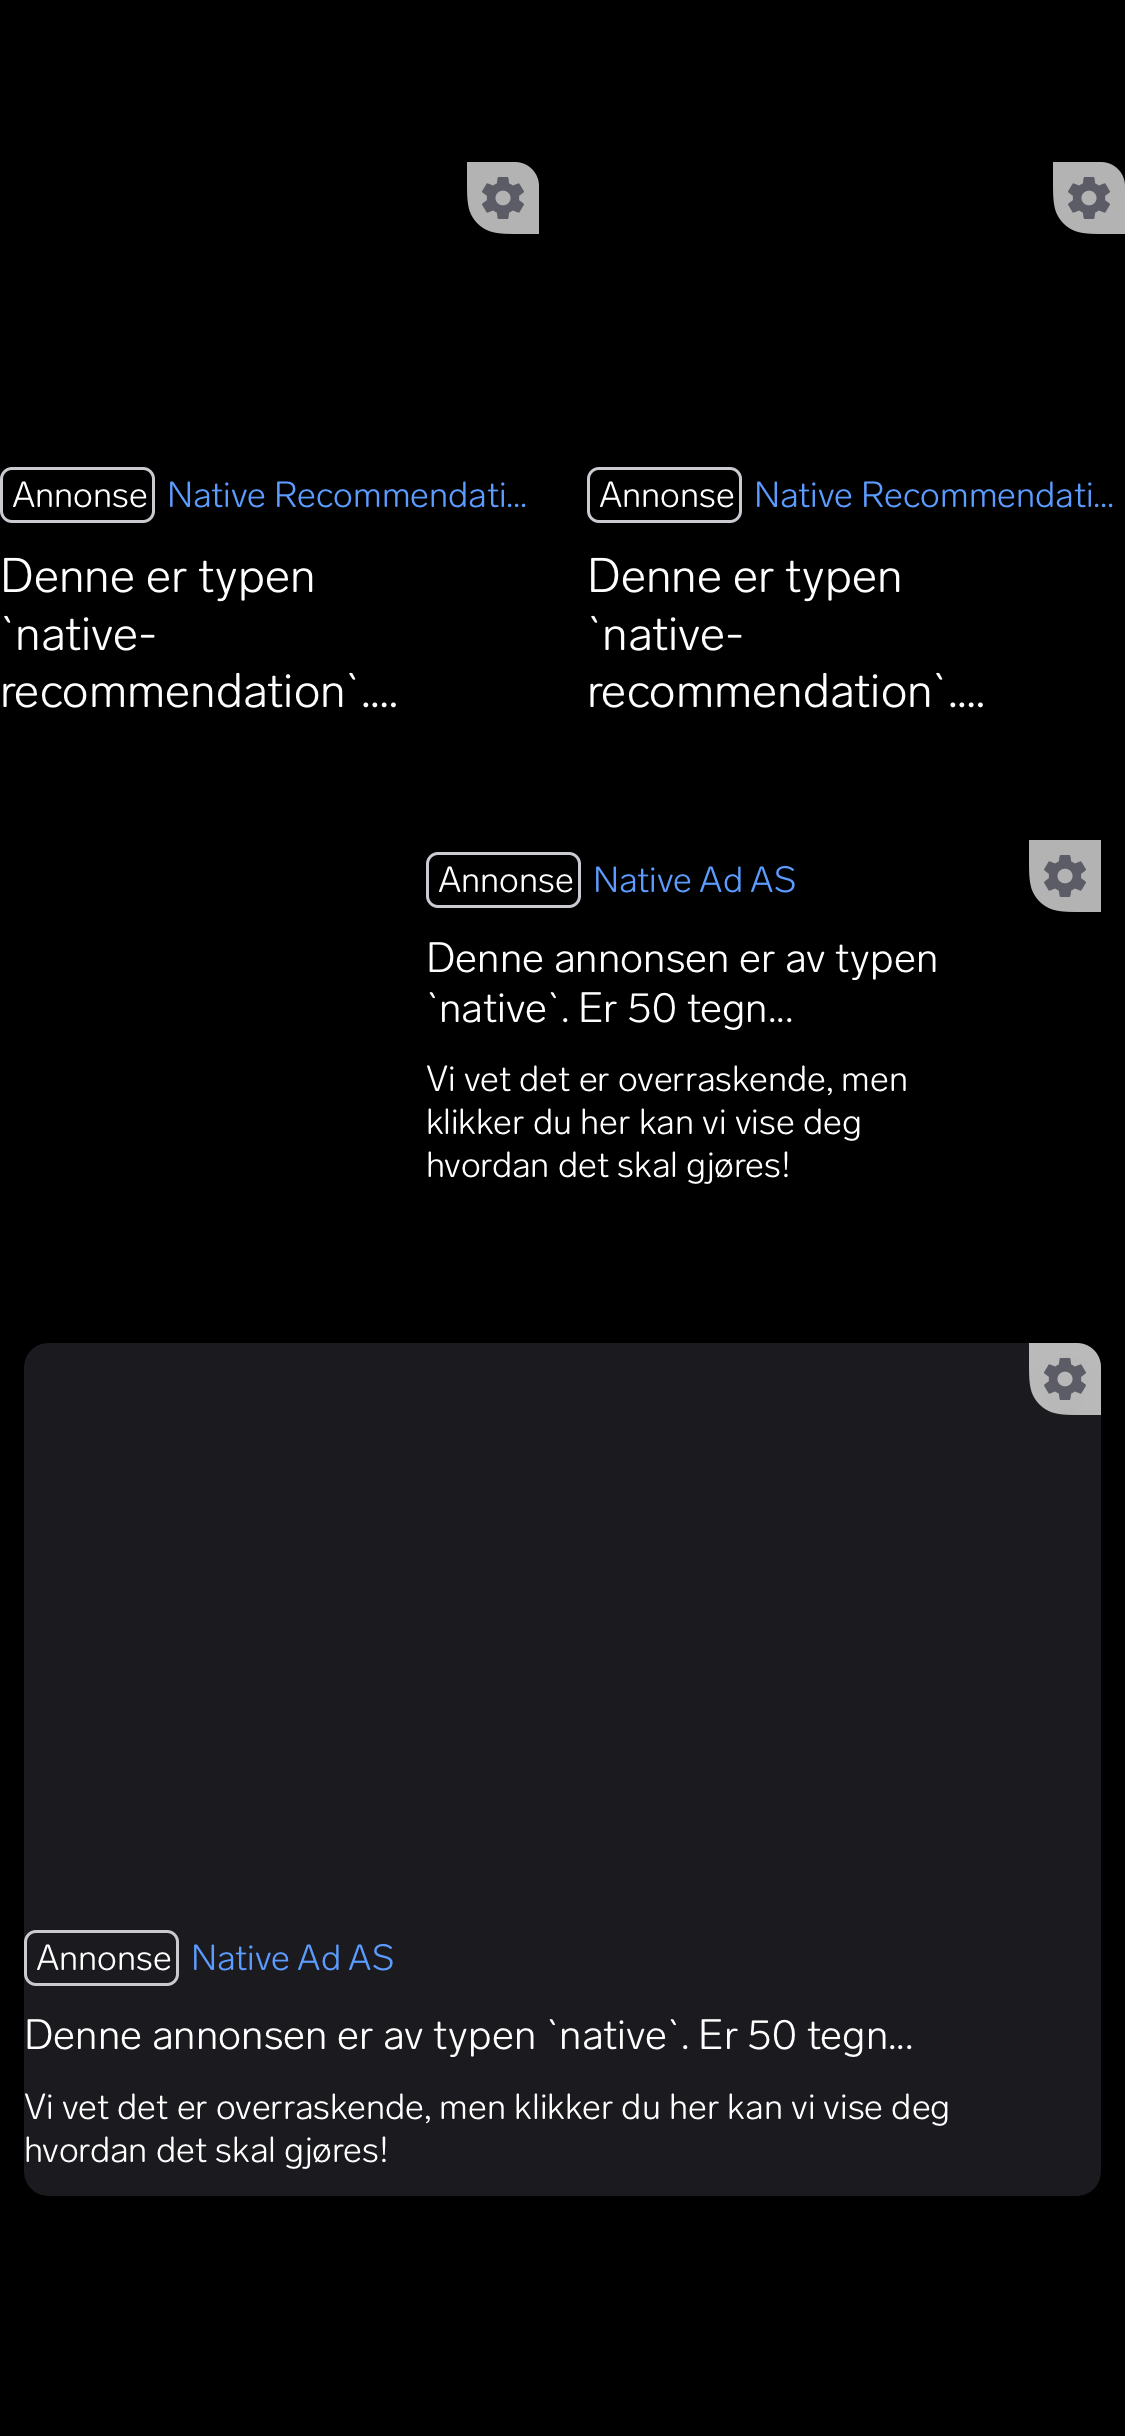 Annonse Native Recommendati...
Denne er typen
`native-
recommendation`....
Annonse Native Recommendati...
Denne er typen
`native-
recommendation`....
Annonse Native Ad AS
Denne annonsen er av typen
`native`. Er 50 tegn...
Vi vet det er overraskende, men
klikker du her kan vi vise deg
hvordan det skal gjøres!
Annonse Native Ad AS
Denne annonsen er av typen `native`. Er 50 tegn...
Vi vet det er overraskende, men klikker du her kan vi vise deg
hvordan det skal gjøres!